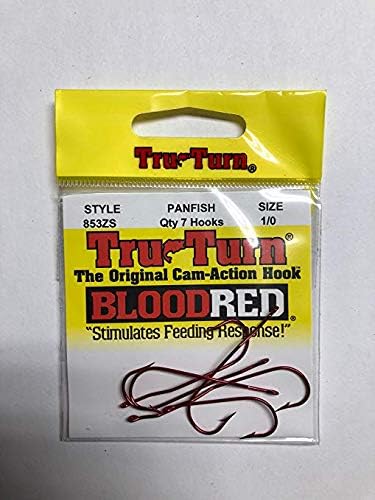 Tru-Turn®
STYLE PANFISH SIZE
853ZS Qty 7 Hooks 1/0
Tru-Turn®
The Original Cam-Action Hook
BLOODRED®
"Stimulates Feeding Response!"